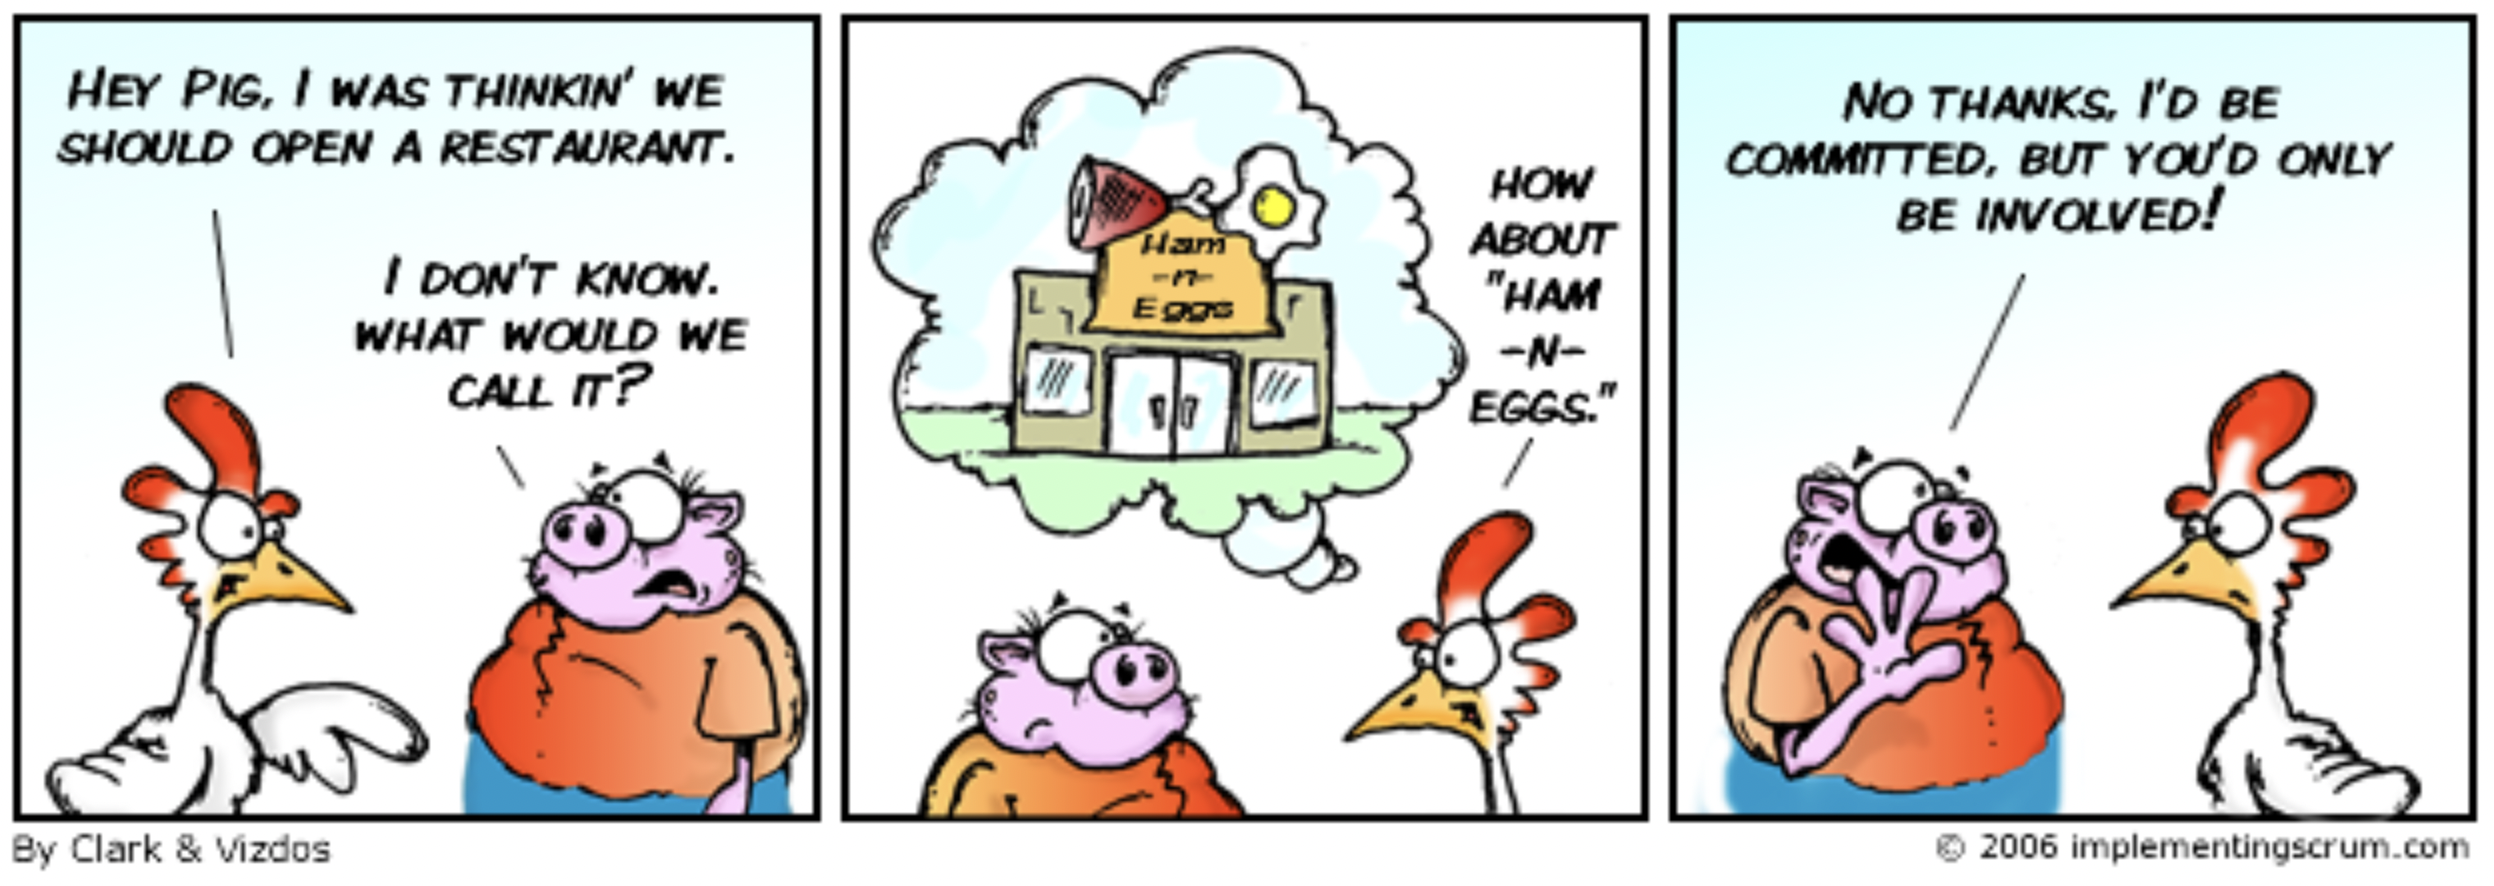 HEY PIG, I WAS THINKIN' WE
SHOULD OPEN A RESTAURANT.
I DON'T KNOW.
WHAT WOULD WE
CALL IT?
Ham
-n-
Eggs
HOW
ABOUT
"HAM
-N-
EGGS."
NO THANKS, I'D BE
COMMITTED, BUT YOU'D ONLY
BE INVOLVED!
By Clark & Vizdos
© 2006 implementingscrum.com